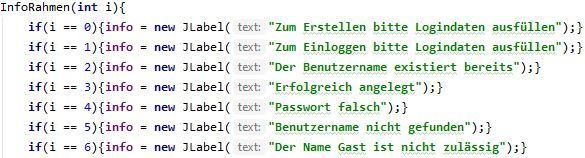 InfoRahmen(int i){
if(i == 0){info = new JLabel( text: "Zum Erstellen bitte Logindaten ausfüllen");}
if(i == 1){info = new JLabel( text: "Zum Einloggen bitte Logindaten ausfüllen");}
if(i == 2){info = new JLabel( text: "Der Benutzername existiert bereits");}
if(i == 3){info = new JLabel( text: "Erfolgreich angelegt");}
if(i == 4){info = new JLabel( text: "Passwort falsch");}
if(i == 5){info = new JLabel( text: "Benutzername nicht gefunden");}
if(i == 6){info = new JLabel( text: "Der Name Gast ist nicht zulässig");}